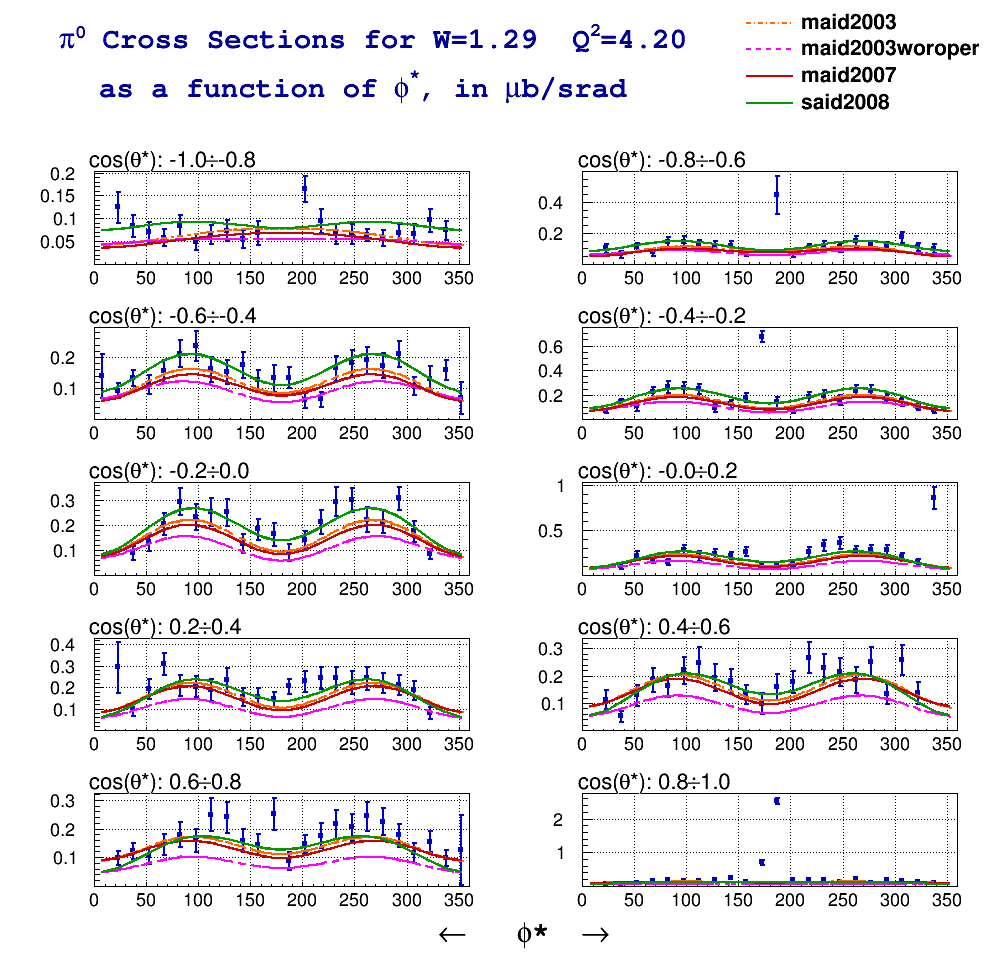 π⁰ Cross Sections for W=1.29 Q²=4.20
as a function of ϕ*, in μb/srad
maid2003
maid2003woroper
maid2007
said2008
cos(θ*): -1.0÷-0.8
0.2
0.15
0.1
0.05
0 50 100 150 200 250 300 350
cos(θ*): -0.8÷-0.6
0.4
0.2
0 50 100 150 200 250 300 350
cos(θ*): -0.6÷-0.4
0.2
0.1
0 50 100 150 200 250 300 350
cos(θ*): -0.4÷-0.2
0.6
0.4
0.2
0 50 100 150 200 250 300 350
cos(θ*): -0.2÷0.0
0.3
0.2
0.1
0 50 100 150 200 250 300 350
cos(θ*): -0.0÷0.2
1
0.5
0 50 100 150 200 250 300 350
cos(θ*): 0.2÷0.4
0.4
0.3
0.2
0.1
0 50 100 150 200 250 300 350
cos(θ*): 0.4÷0.6
0.3
0.2
0.1
0 50 100 150 200 250 300 350
cos(θ*): 0.6÷0.8
0.3
0.2
0.1
0 50 100 150 200 250 300 350
cos(θ*): 0.8÷1.0
2
1
0 50 100 150 200 250 300 350
← ϕ* →